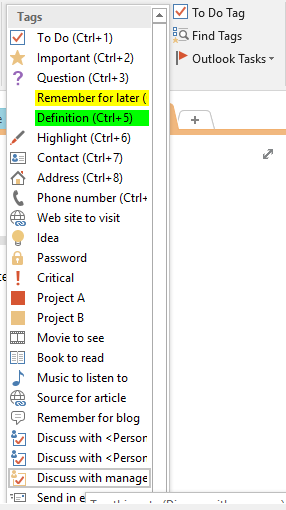 Tags
To Do (Ctrl+1)
Important (Ctrl+2)
Question (Ctrl+3)
Remember for later (
Definition (Ctrl+5)
Highlight (Ctrl+6)
Contact (Ctrl+7)
Address (Ctrl+8)
Phone number (Ctrl+
Web site to visit
Idea
Password
Critical
Project A
Project B
Movie to see
Book to read
Music to listen to
Source for article
Remember for blog
Discuss with <Person
Discuss with <Person
Discuss with manage
Send in e
To Do Tag
Find Tags
Outlook Tasks